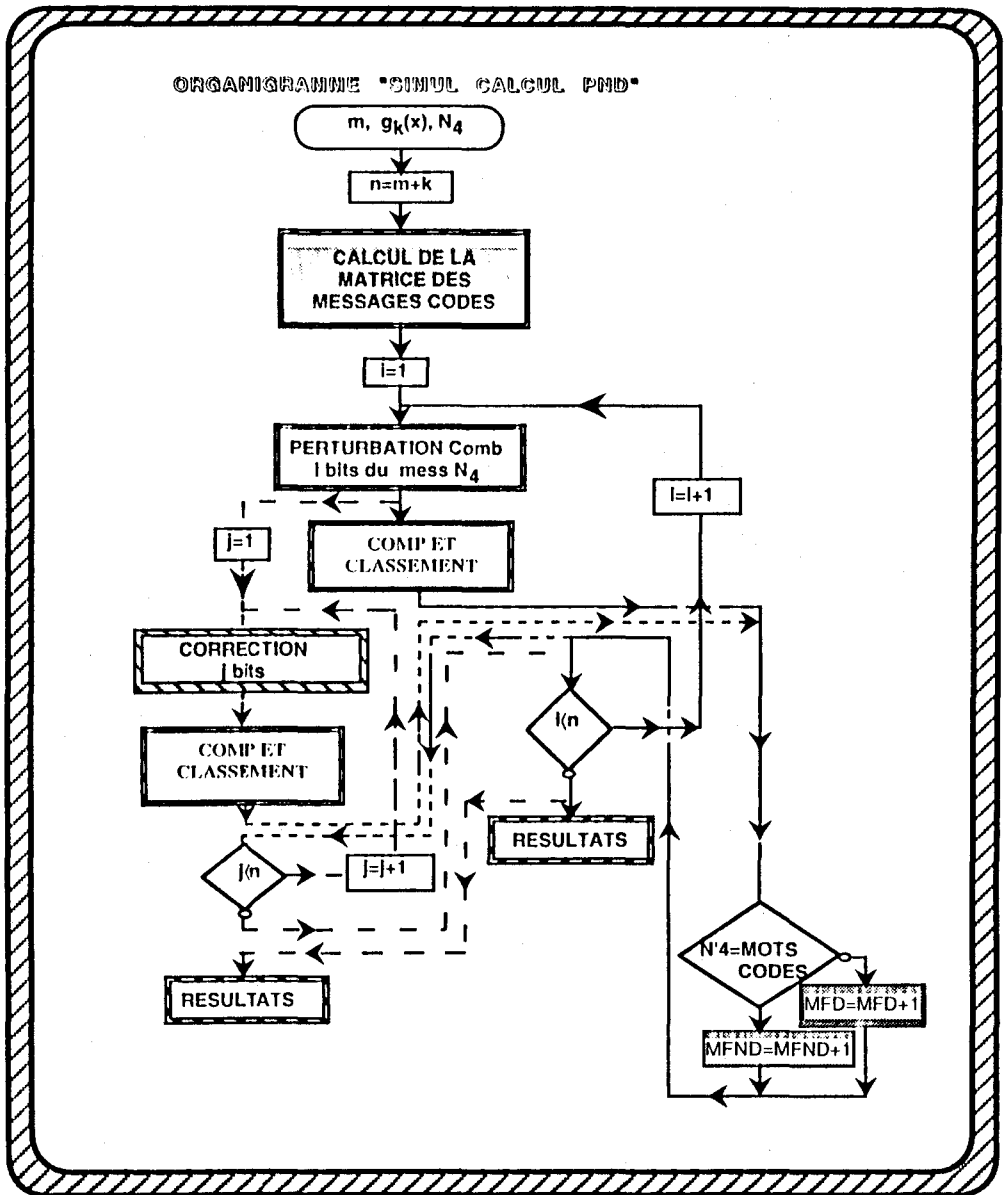 ORGANIGRAMME "SIMUL CALCUL PND"
m, gk(x), N4
n=m+k
CALCUL DE LA
MATRICE DES
MESSAGES CODES
i=1
PERTURBATION Comb
i bits du mess N4
I=I+1
j=1
COMP ET
CLASSEMENT
CORRECTION
j bits
I(n
COMP ET
CLASSEMENT
RESULTATS
j(n
j=j+1
N'4=MOTS
CODES
RESULTATS
MFD=MFD+1
MFND=MFND+1